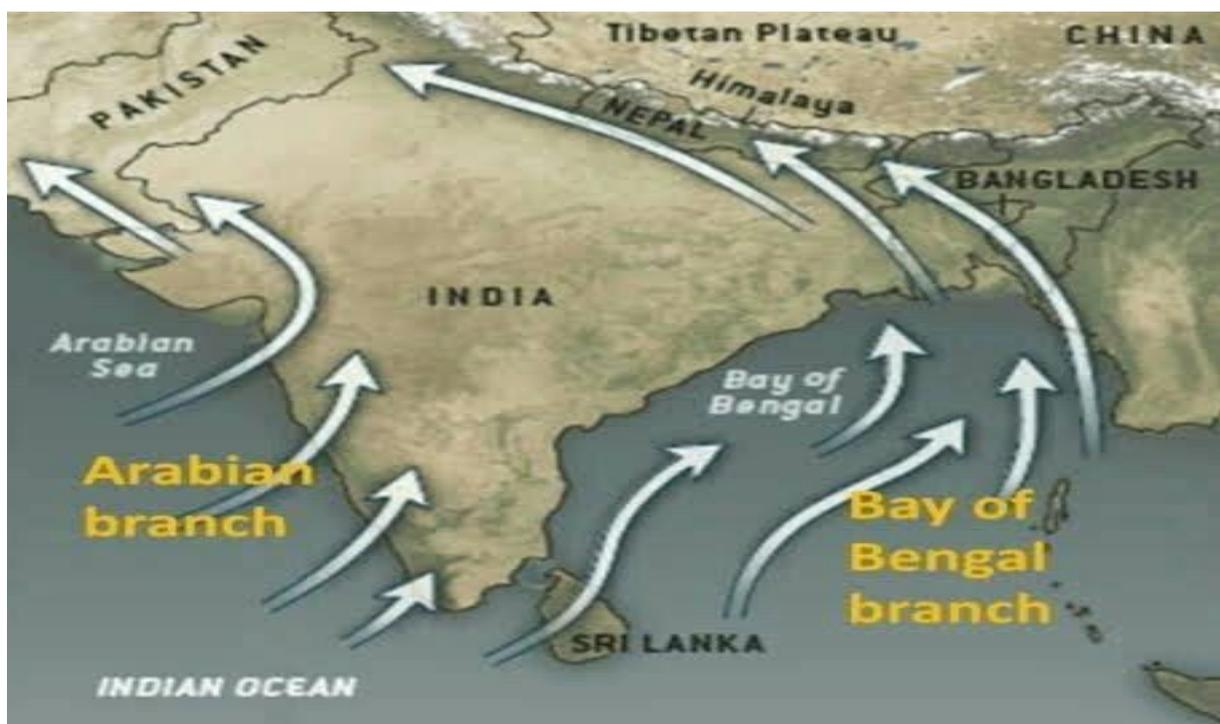 Tibetan Plateau
CHINA
PAKISTAN
Himalaya
NEPAL
BANGLADESH
INDIA
Arabian
Sea
Bay of
Bengal
Arabian
branch
Bay of
Bengal
branch
SRI LANKA
INDIAN OCEAN